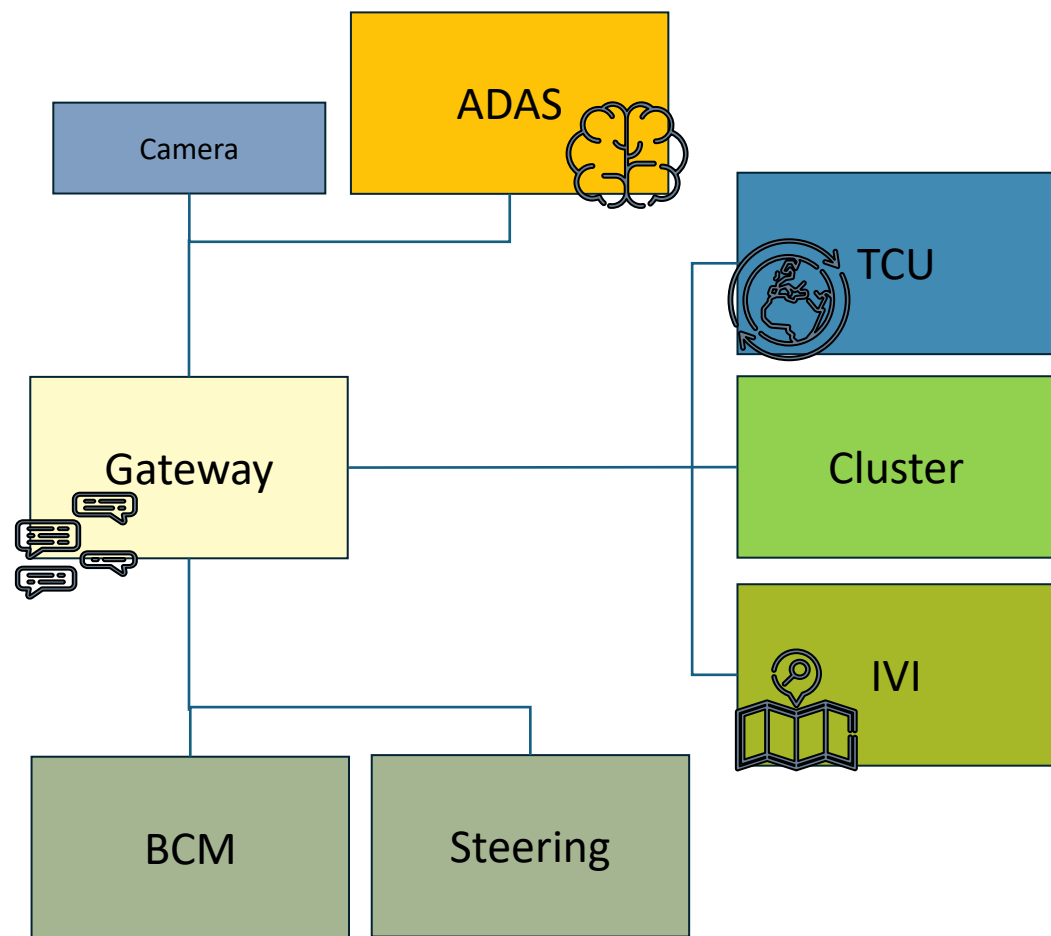 ADAS
Camera
TCU
Gateway
Cluster
IVI
BCM
Steering